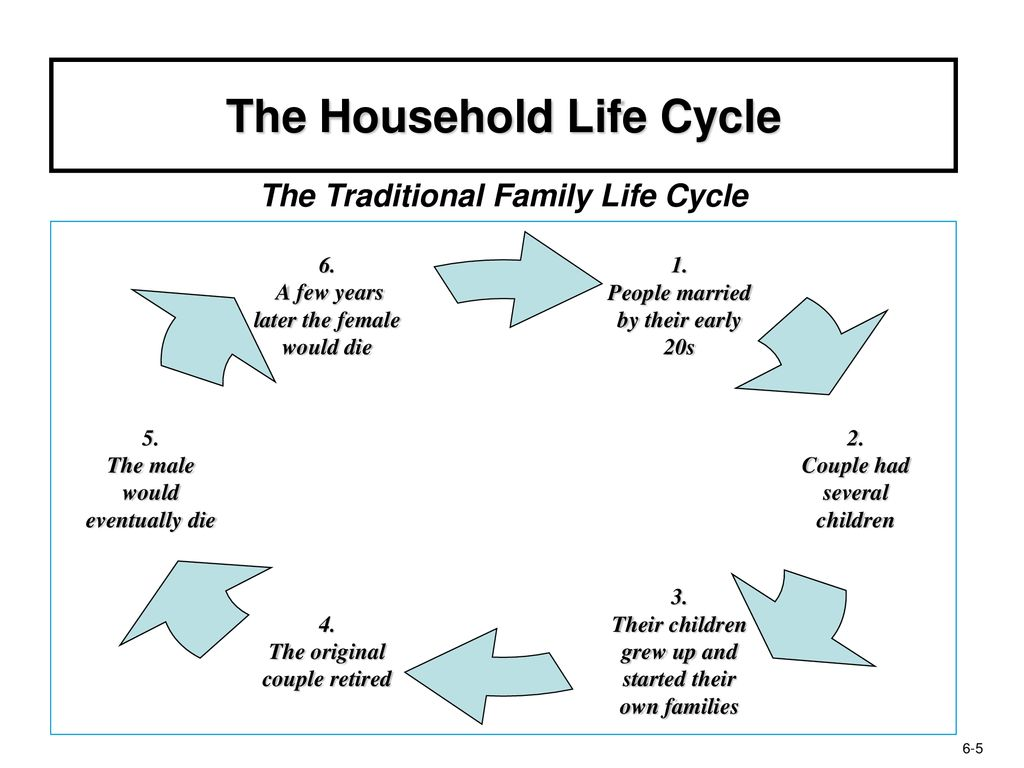 The Household Life Cycle
The Traditional Family Life Cycle
1.
People married
by their early
20s
2.
Couple had
several
children
3.
Their children
grew up and
started their
own families
4.
The original
couple retired
5.
The male
would
eventually die
6.
A few years
later the female
would die
6-5